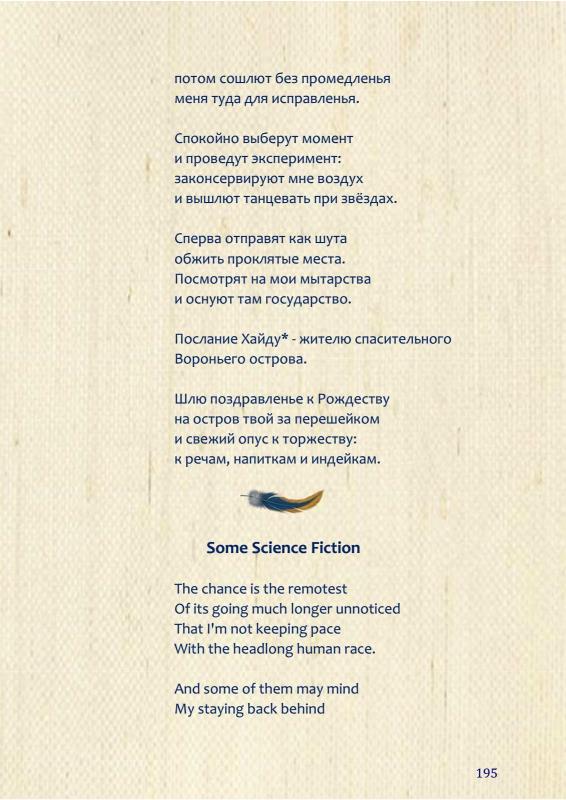 потом сошлют без промедленья
меня туда для исправленья.
Спокойно выберут момент
и проведут эксперимент:
законсервируют мне воздух
и вышлют танцевать при звёздах.
Сперва отправят как шута
обжить проклятые места.
Посмотрят на мои мытарства
и оснуют там государство.
Послание Хайду* - жителю спасительного
Вороньего острова.
Шлю поздравленье к Рождеству
на остров твой за перешейком
и свежий опус к торжеству:
к речам, напиткам и индейкам.
Some Science Fiction
The chance is the remotest
Of its going much longer unnoticed
That I'm not keeping pace
With the headlong human race.
And some of them may mind
My staying back behind
195